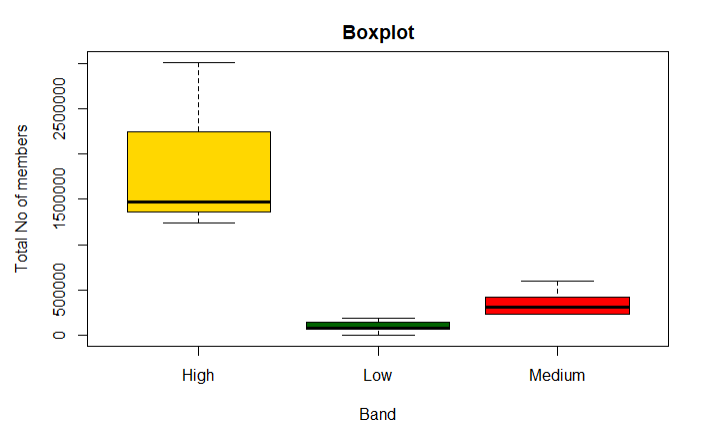 Boxplot
Total No of members
2500000
1500000
500000
0
High
Low
Medium
Band